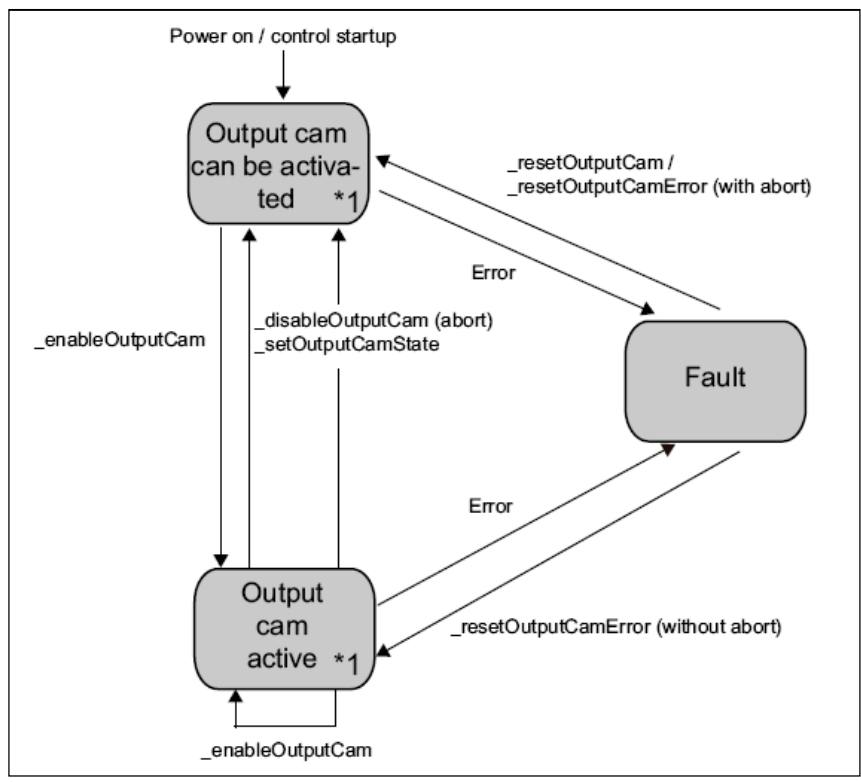 Power on / control startup
Output cam
can be activa-
ted *1
_resetOutputCam /
_resetOutputCamError (with abort)
Error
_disableOutputCam (abort)
_enableOutputCam
_setOutputCamState
Fault
Error
Output
cam
active *1
_resetOutputCamError (without abort)
_enableOutputCam